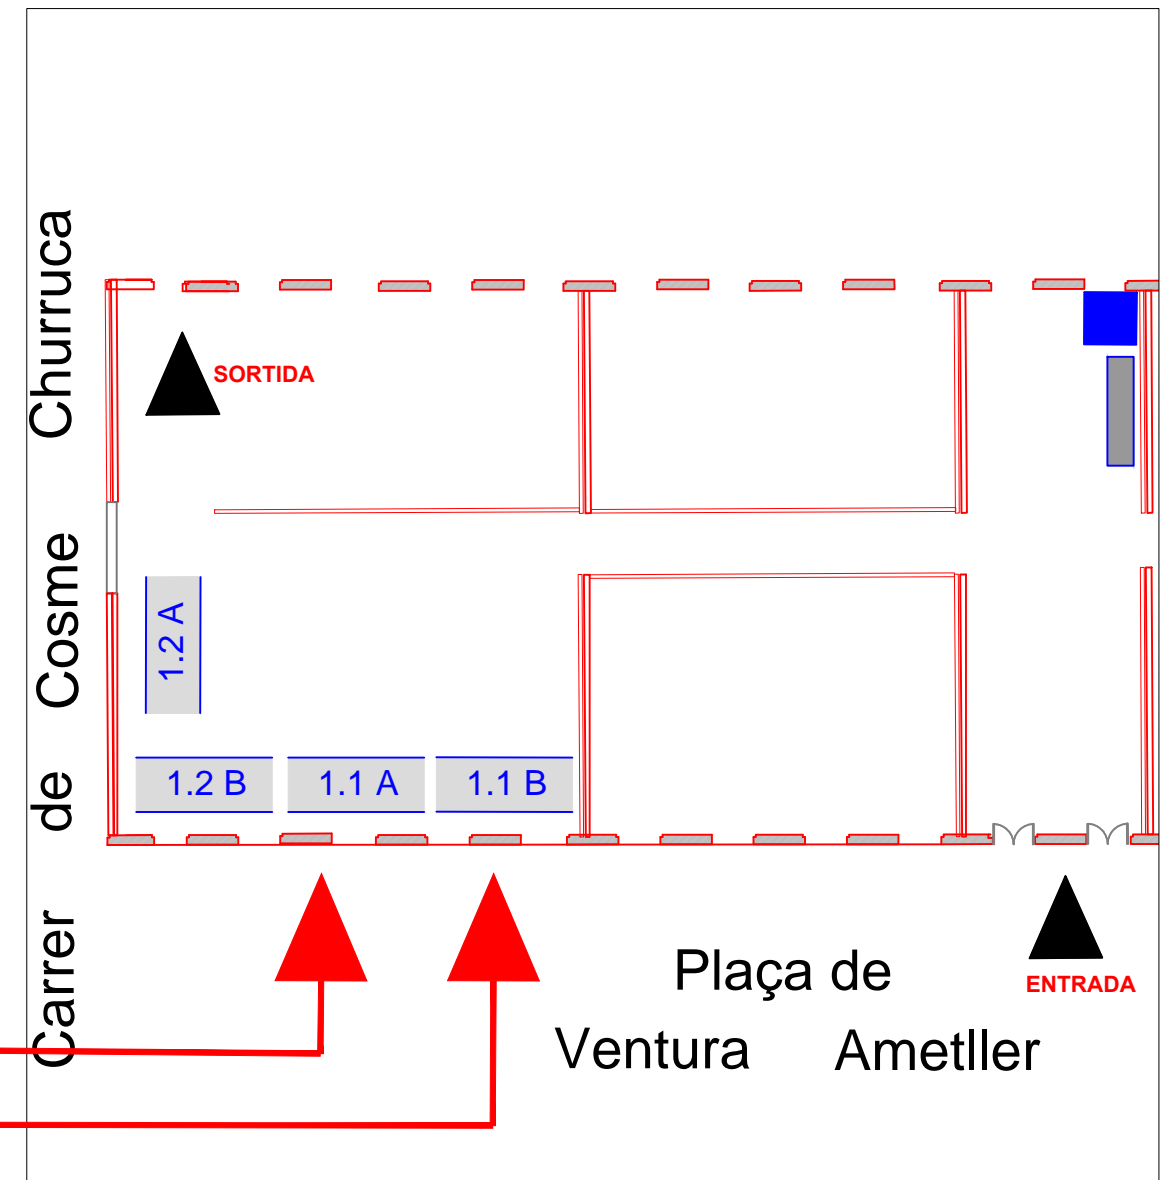 Carrer de Cosme Churruca
SORTIDA
1.2 A
1.2 B
1.1 A
1.1 B
Plaça de
Ventura Ametller
ENTRADA